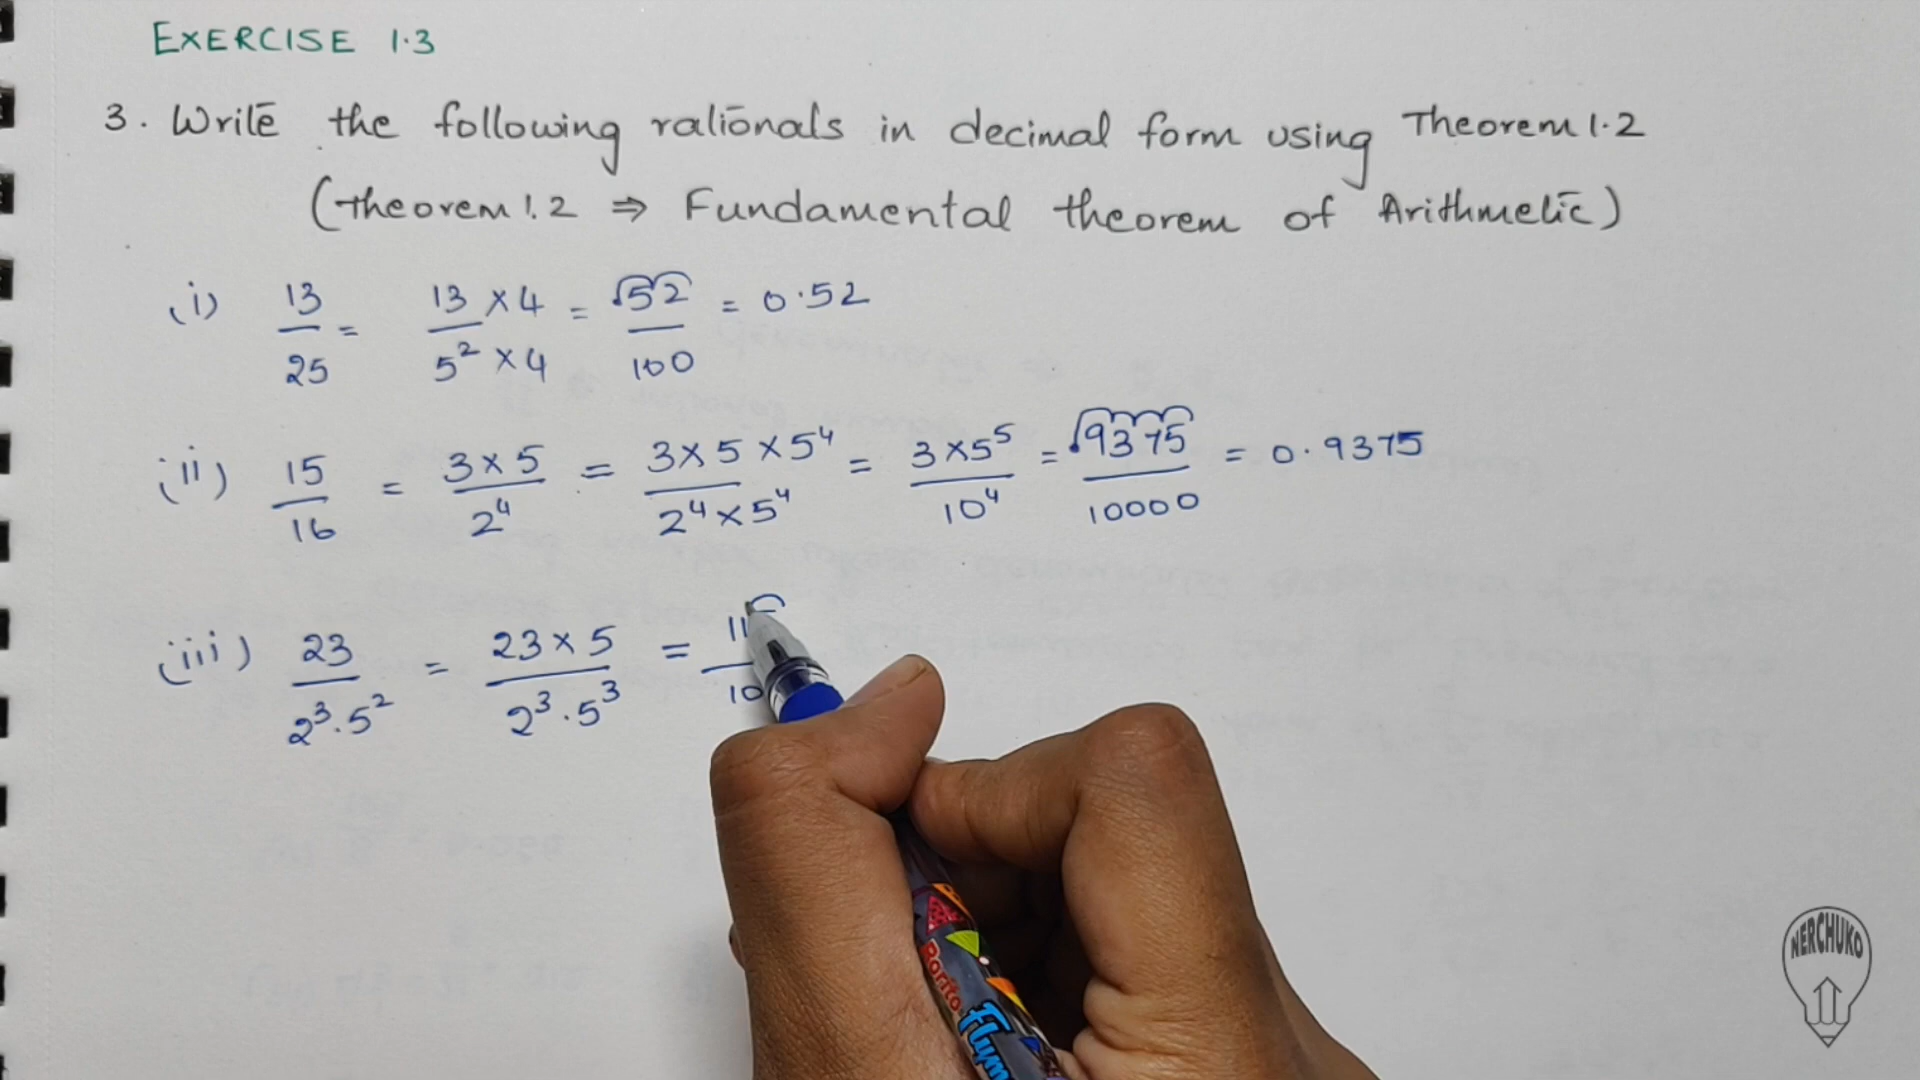 EXERCISE 1.3
3. Write the following rationals in decimal form using Theorem 1.2
(Theorem 1.2 ⇒ Fundamental theorem of Arithmetic)
(i) 13/25 = 13 × 4 / 5² × 4 = 52/100 = 0.52
(ii) 15/16 = 3 × 5 / 2⁴ = 3 × 5 × 5⁴ / 2⁴ × 5⁴ = 3 × 5⁵ / 10⁴ = 9375/10000 = 0.9375
(iii) 23 / 2³.5² = 23 × 5 / 2³.5³ = 11 / 10
NERCHUKO
Rorito